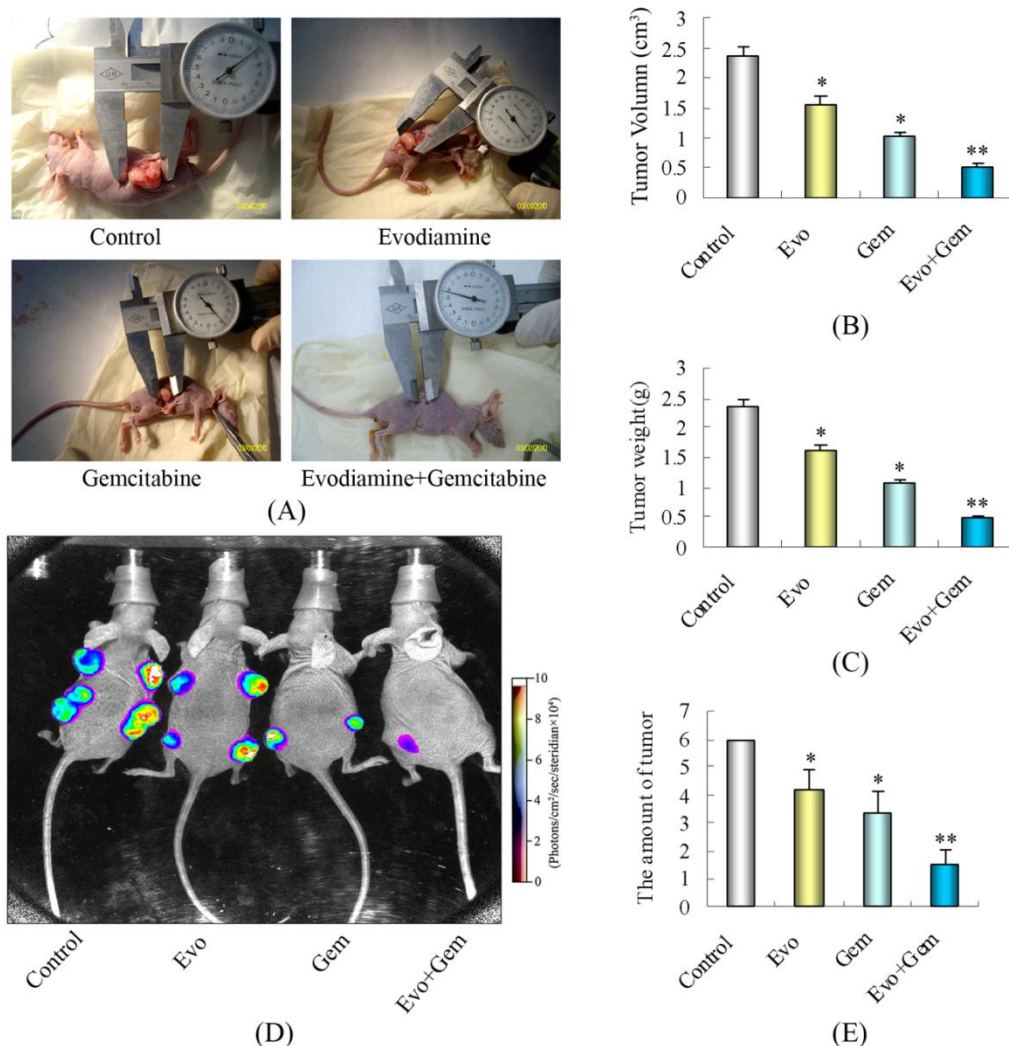 Control
Evodiamine
Gemcitabine
Evodiamine+Gemcitabine
(A)
Tumor Volumn (cm³)
3
2.5
2
1.5
1
0.5
0
*
*
**
Control
Evo
Gem
Evo+Gem
(B)
Tumor weight(g)
2.5
2
1.5
1
0.5
0
*
*
**
Control
Evo
Gem
Evo+Gem
(C)
10
8
6
4
2
0
(Photons/cm²/sec/steridian×10⁴)
Control
Evo
Gem
Evo+Gem
(D)
The amount of tumor
7
6
5
4
3
2
1
0
*
*
**
Control
Evo
Gem
Evo+Gem
(E)